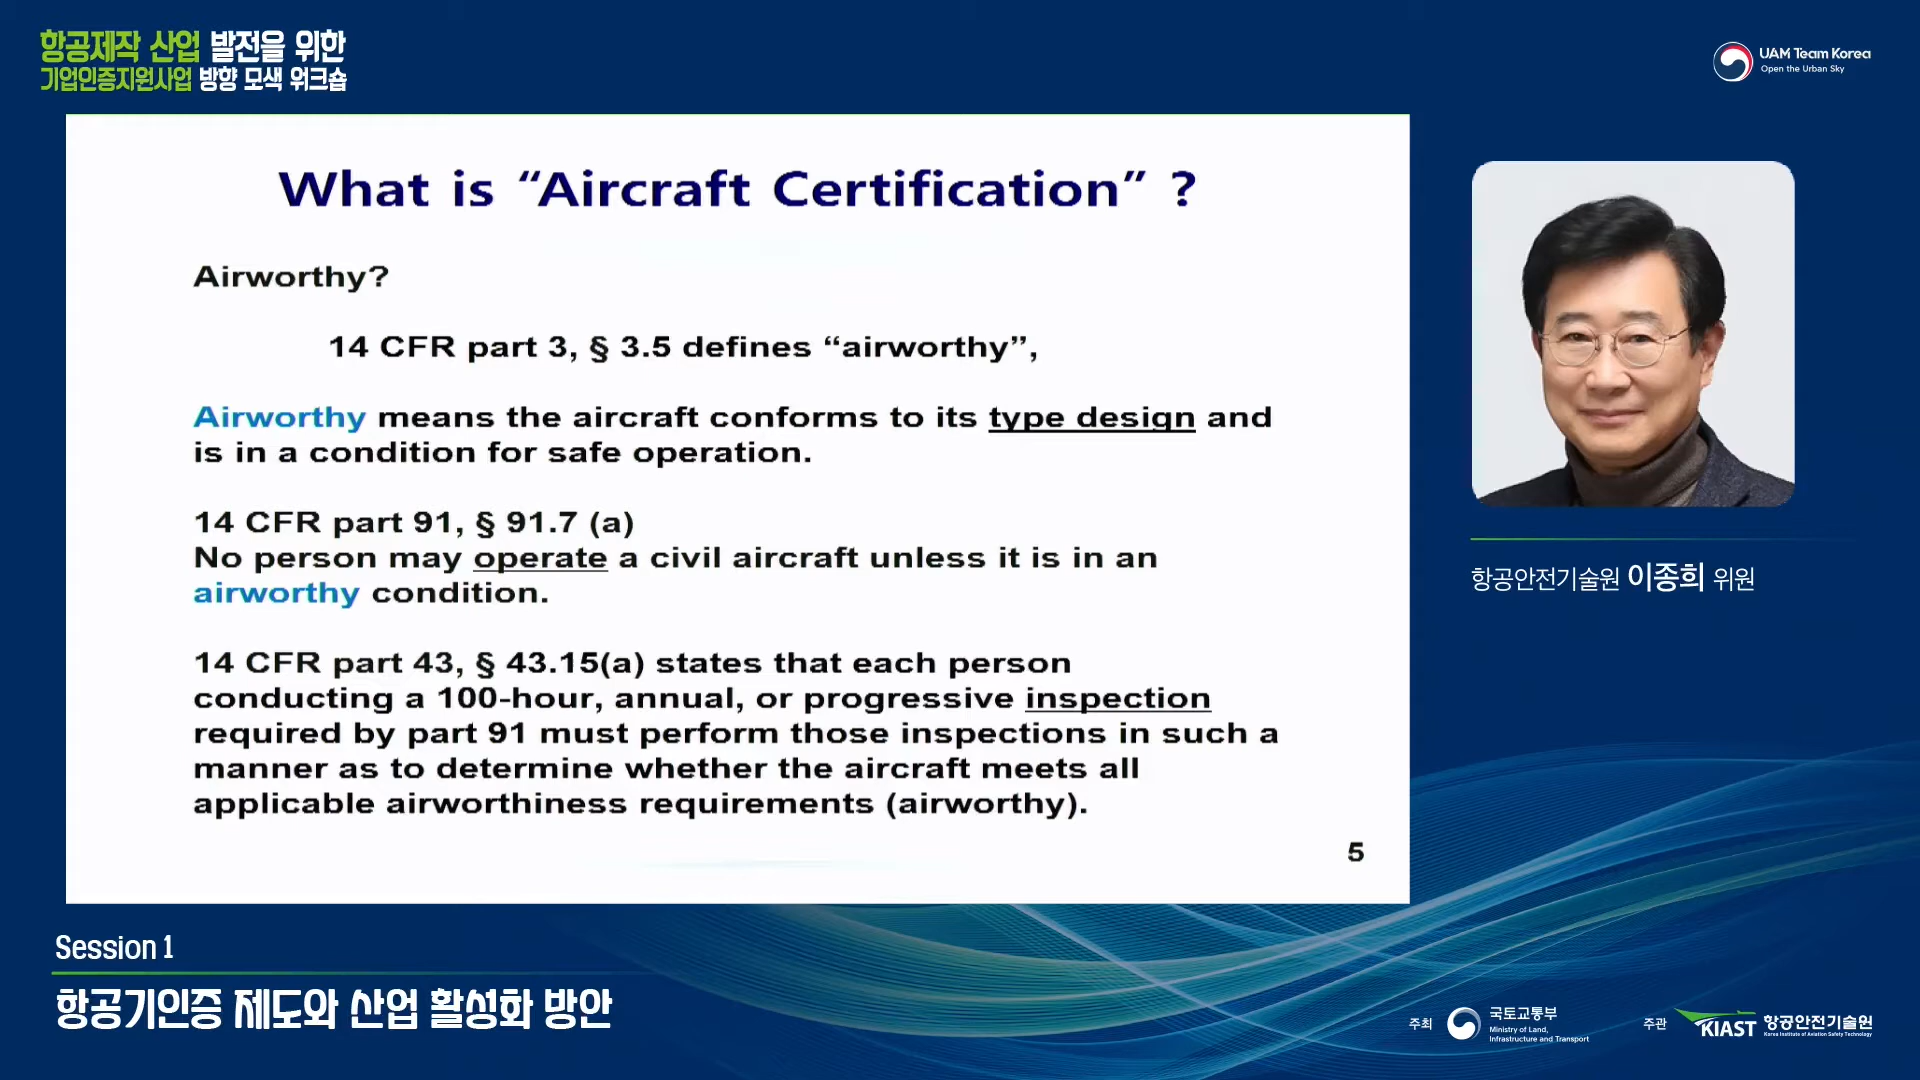 항공제작 산업 발전을 위한
기업인증지원사업 방향 모색 워크숍
UAM Team Korea
Open the Urban Sky
What is “Aircraft Certification” ?
Airworthy?
14 CFR part 3, § 3.5 defines “airworthy”,
Airworthy means the aircraft conforms to its type design and
is in a condition for safe operation.
14 CFR part 91, § 91.7 (a)
No person may operate a civil aircraft unless it is in an
airworthy condition.
14 CFR part 43, § 43.15(a) states that each person
conducting a 100-hour, annual, or progressive inspection
required by part 91 must perform those inspections in such a
manner as to determine whether the aircraft meets all
applicable airworthiness requirements (airworthy).
5
항공안전기술원 이종희 위원
Session 1
항공기인증 제도와 산업 활성화 방안
주최 국토교통부
Ministry of Land,
Infrastructure and Transport
주관 KIAST 항공안전기술원
Korea Institute of Aviation Safety Technology